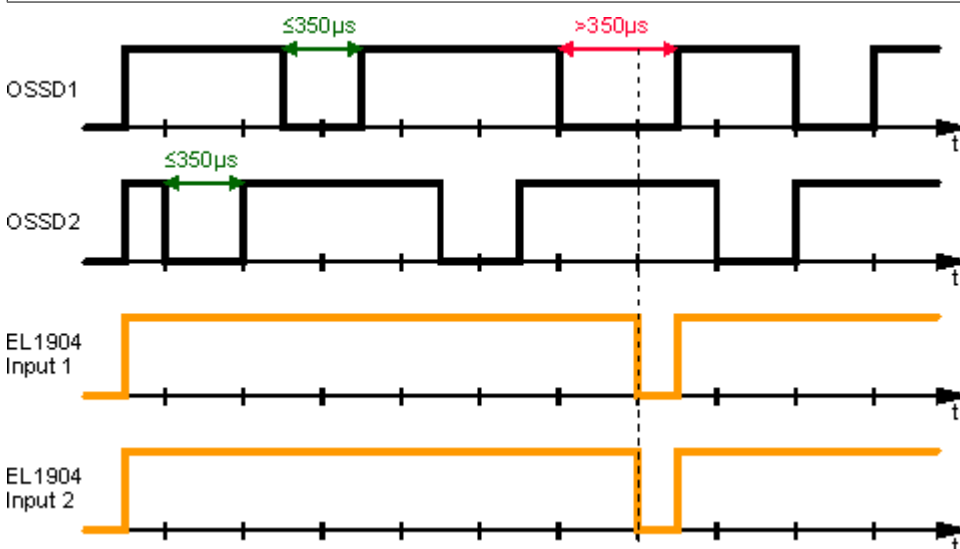 ≤350µs
>350µs
OSSD1
t
≤350µs
OSSD2
t
EL1904
Input 1
t
EL1904
Input 2
t